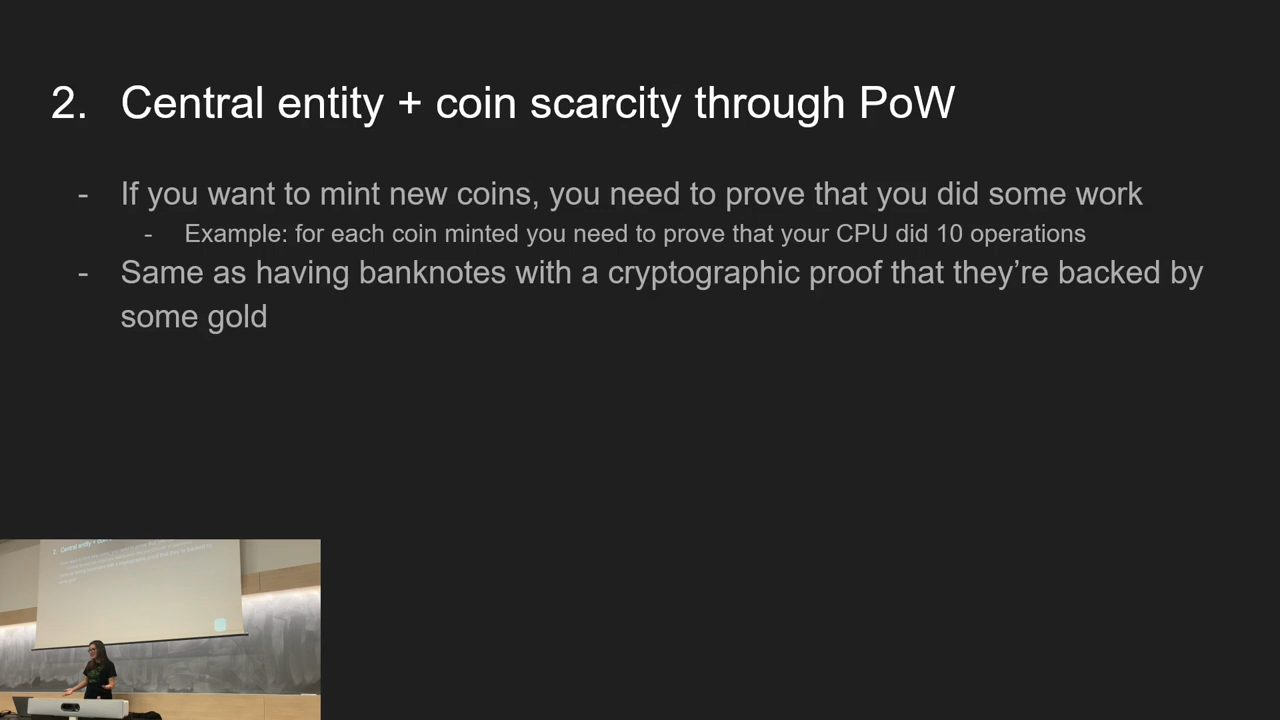 2. Central entity + coin scarcity through PoW
- If you want to mint new coins, you need to prove that you did some work
- Example: for each coin minted you need to prove that your CPU did 10 operations
- Same as having banknotes with a cryptographic proof that they’re backed by
some gold